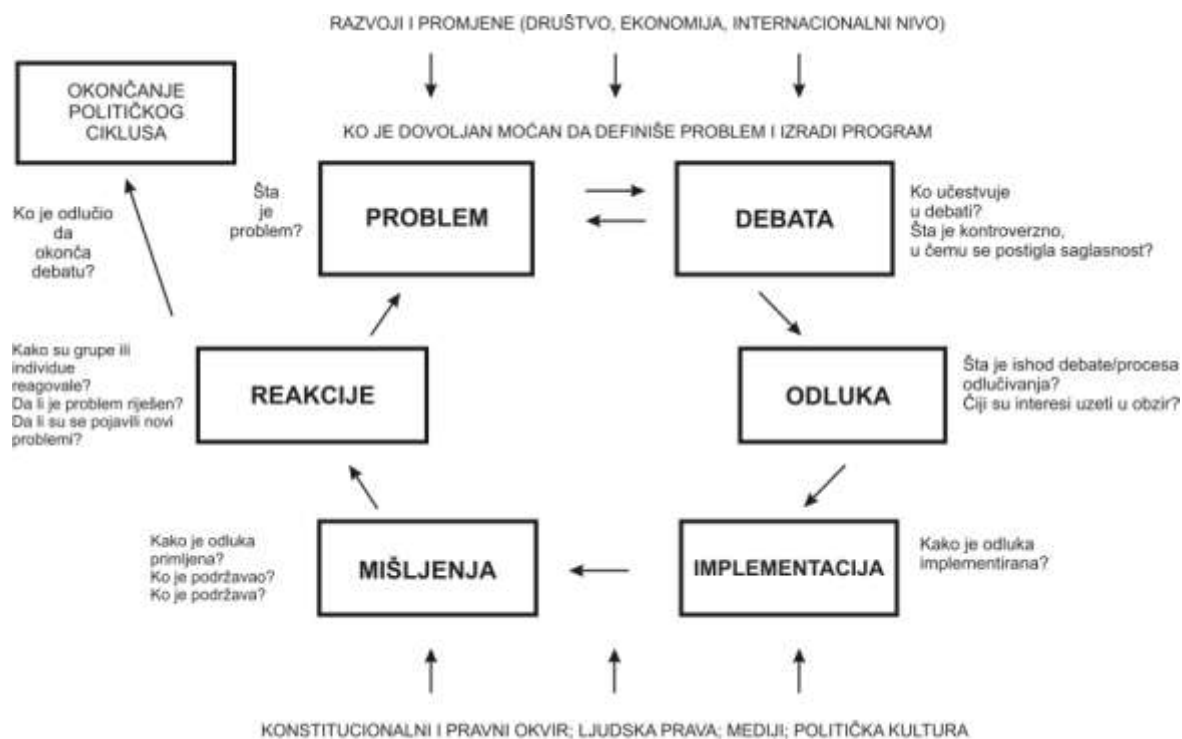 RAZVOJI I PROMJENE (DRUŠTVO, EKONOMIJA, INTERNACIONALNI NIVO)
OKONČANJE
POLITIČKOG
CIKLUSA
KO JE DOVOLJAN MOĆAN DA DEFINIŠE PROBLEM I IZRADI PROGRAM
Ko je odlučio
da
okonča
debatu?
Šta
je
problem?
PROBLEM
DEBATA
Ko učestvuje
u debati?
Šta je kontroverzno,
u čemu se postigla saglasnost?
Kako su grupe ili
individue
reagovale?
Da li je problem riješen?
Da li su se pojavili novi
problemi?
REAKCIJE
ODLUKA
Šta je ishod debate/procesa
odlučivanja?
Čiji su interesi uzeti u obzir?
Kako je odluka
primljena?
Ko je podržavao?
Ko je podržava?
MIŠLJENJA
IMPLEMENTACIJA
Kako je odluka
implementirana?
KONSTITUCIONALNI I PRAVNI OKVIR; LJUDSKA PRAVA; MEDIJI; POLITIČKA KULTURA